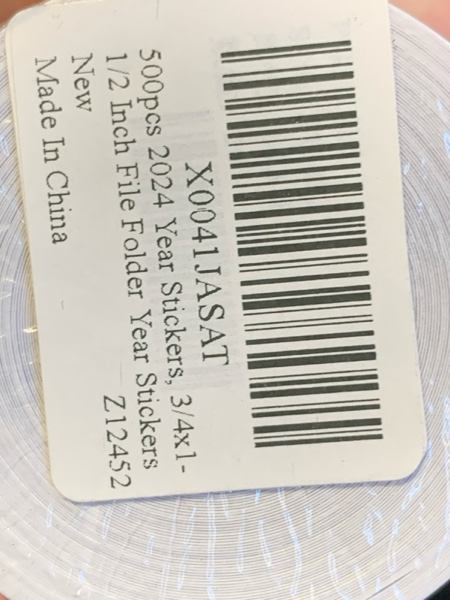 X0041JASAT
500pcs 2024 Year Stickers, 3/4x1-
1/2 Inch File Folder Year Stickers
New Z12452
Made In China